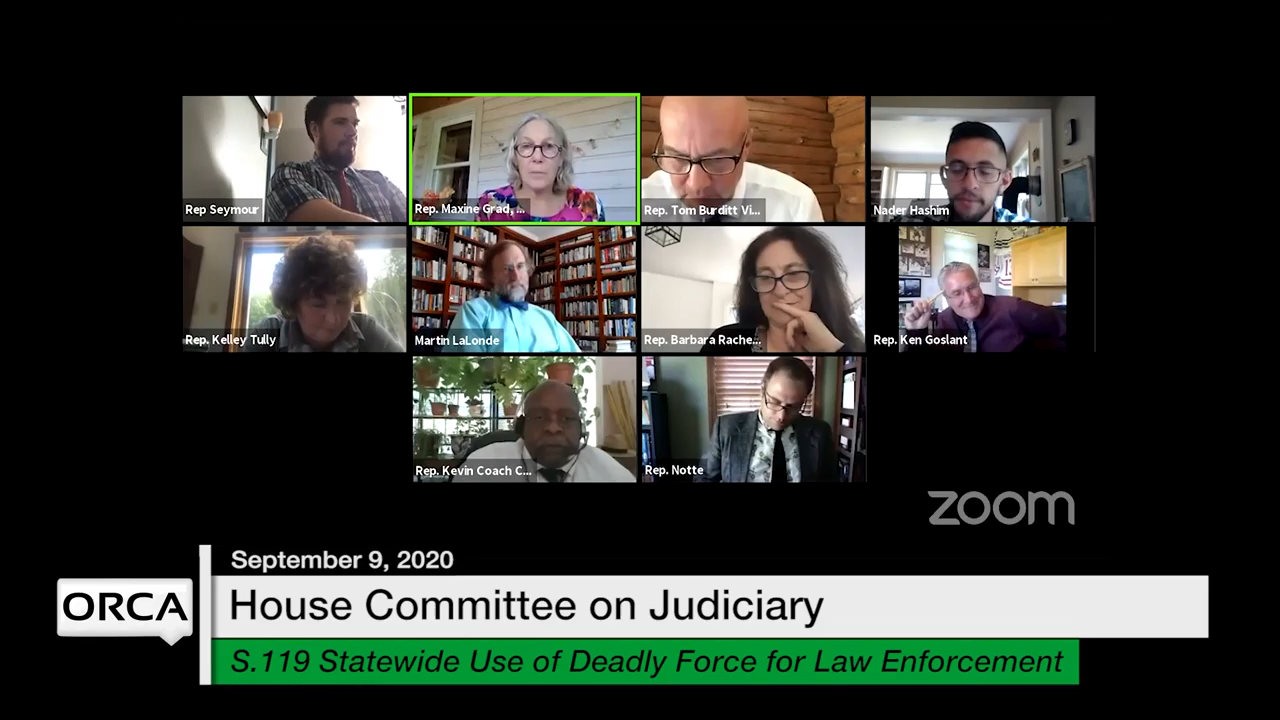 Rep Seymour
Rep. Maxine Grad, ...
Rep. Tom Burditt Vi...
Nader Hashim
Rep. Kelley Tully
Martin LaLonde
Rep. Barbara Rache...
Rep. Ken Goslant
Rep. Kevin Coach C...
Rep. Notte
zoom
September 9, 2020
ORCA
House Committee on Judiciary
S.119 Statewide Use of Deadly Force for Law Enforcement